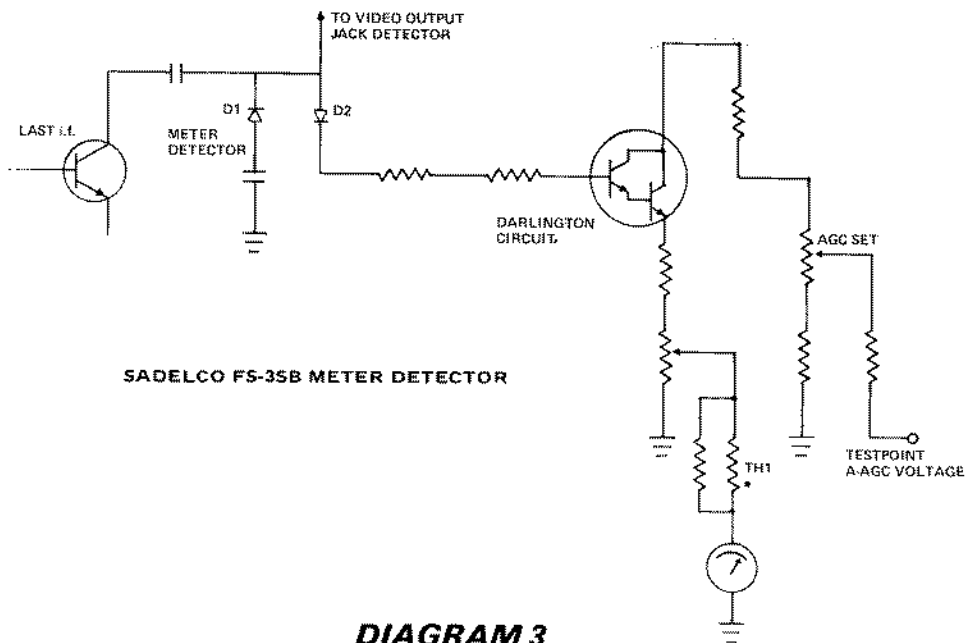 TO VIDEO OUTPUT
JACK DETECTOR
D1
D2
LAST i.f.
METER
DETECTOR
DARLINGTON
CIRCUIT.
AGC SET
SADELCO FS-3SB METER DETECTOR
TH1
*
TESTPOINT
A-AGC VOLTAGE
DIAGRAM 3